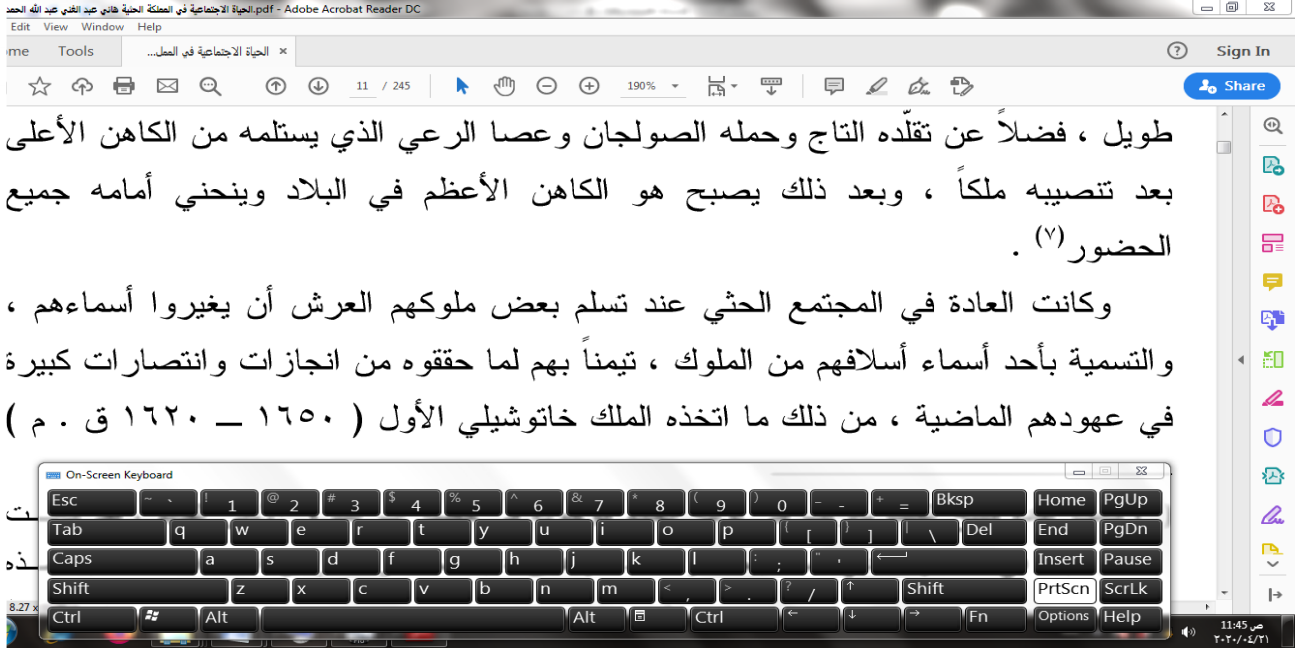 الحياة الاجتماعية في المملكة الحثية هاني عبد الغني عبد الله الحمد.pdf - Adobe Acrobat Reader DC
Edit View Window Help
me Tools الحياة الاجتماعية في الممل... × ? Sign In
11 / 245 190% Share
طويل ، فضلاً عن تقلّده التاج وحمله الصولجان وعصا الرعي الذي يستلمه من الكاهن الأعلى
بعد تنصيبه ملكاً ، وبعد ذلك يصبح هو الكاهن الأعظم في البلاد وينحني أمامه جميع
الحضور(٧) .
وكانت العادة في المجتمع الحثي عند تسلم بعض ملوكهم العرش أن يغيروا أسماءهم ،
والتسمية بأحد أسماء أسلافهم من الملوك ، تيمناً بهم لما حققوه من انجازات وانتصارات كبيرة
في عهودهم الماضية ، من ذلك ما اتخذه الملك خاتوشيلي الأول ( ١٦٥٠ ــ ١٦٢٠ ق . م )
On-Screen Keyboard
Esc ~ ` ! 1 @ 2 # 3 $ 4 % 5 ^ 6 & 7 * 8 ( 9 ) 0 _ - + = Bksp Home PgUp
Tab q w e r t y u i o p { [ } ] | \ Del End PgDn
Caps a s d f g h j k l : ; " ' Insert Pause
Shift z x c v b n m < , > . ? / ↑ Shift PrtScn ScrLk
Ctrl Alt Alt Ctrl ← ↓ → Fn Options Help
8.27 x
11:45 ص
٢٠٢٠/٠٤/٢١